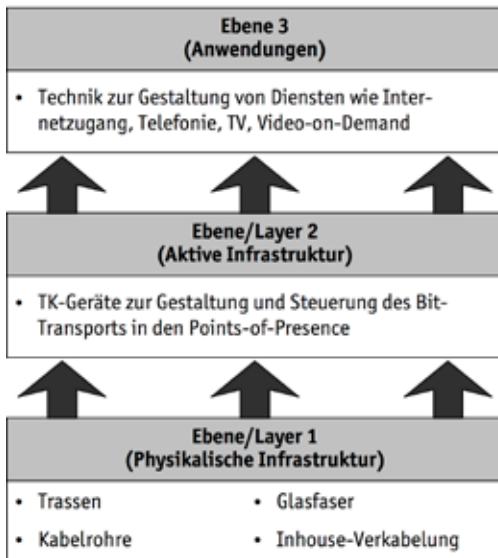 Ebene 3
(Anwendungen)
• Technik zur Gestaltung von Diensten wie Inter-
netzugang, Telefonie, TV, Video-on-Demand
Ebene/Layer 2
(Aktive Infrastruktur)
• TK-Geräte zur Gestaltung und Steuerung des Bit-
Transports in den Points-of-Presence
Ebene/Layer 1
(Physikalische Infrastruktur)
• Trassen • Glasfaser
• Kabelrohre • Inhouse-Verkabelung